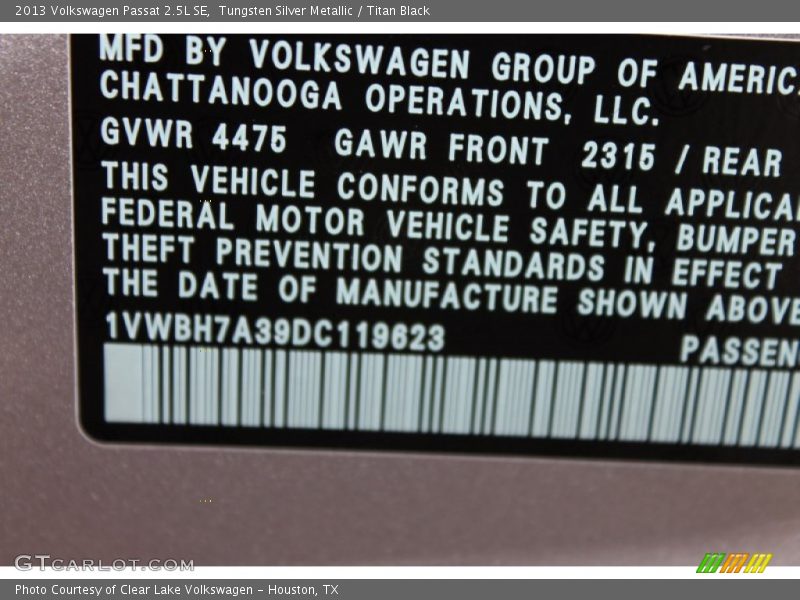 2013 Volkswagen Passat 2.5L SE, Tungsten Silver Metallic / Titan Black
MFD BY VOLKSWAGEN GROUP OF AMERIC
CHATTANOOGA OPERATIONS, LLC.
GVWR 4475 GAWR FRONT 2315 / REAR
THIS VEHICLE CONFORMS TO ALL APPLICA
FEDERAL MOTOR VEHICLE SAFETY, BUMPER
THEFT PREVENTION STANDARDS IN EFFECT
THE DATE OF MANUFACTURE SHOWN ABOVE
1VWBH7A39DC119623 PASSEN
GTCARLOT.COM
Photo Courtesy of Clear Lake Volkswagen - Houston, TX